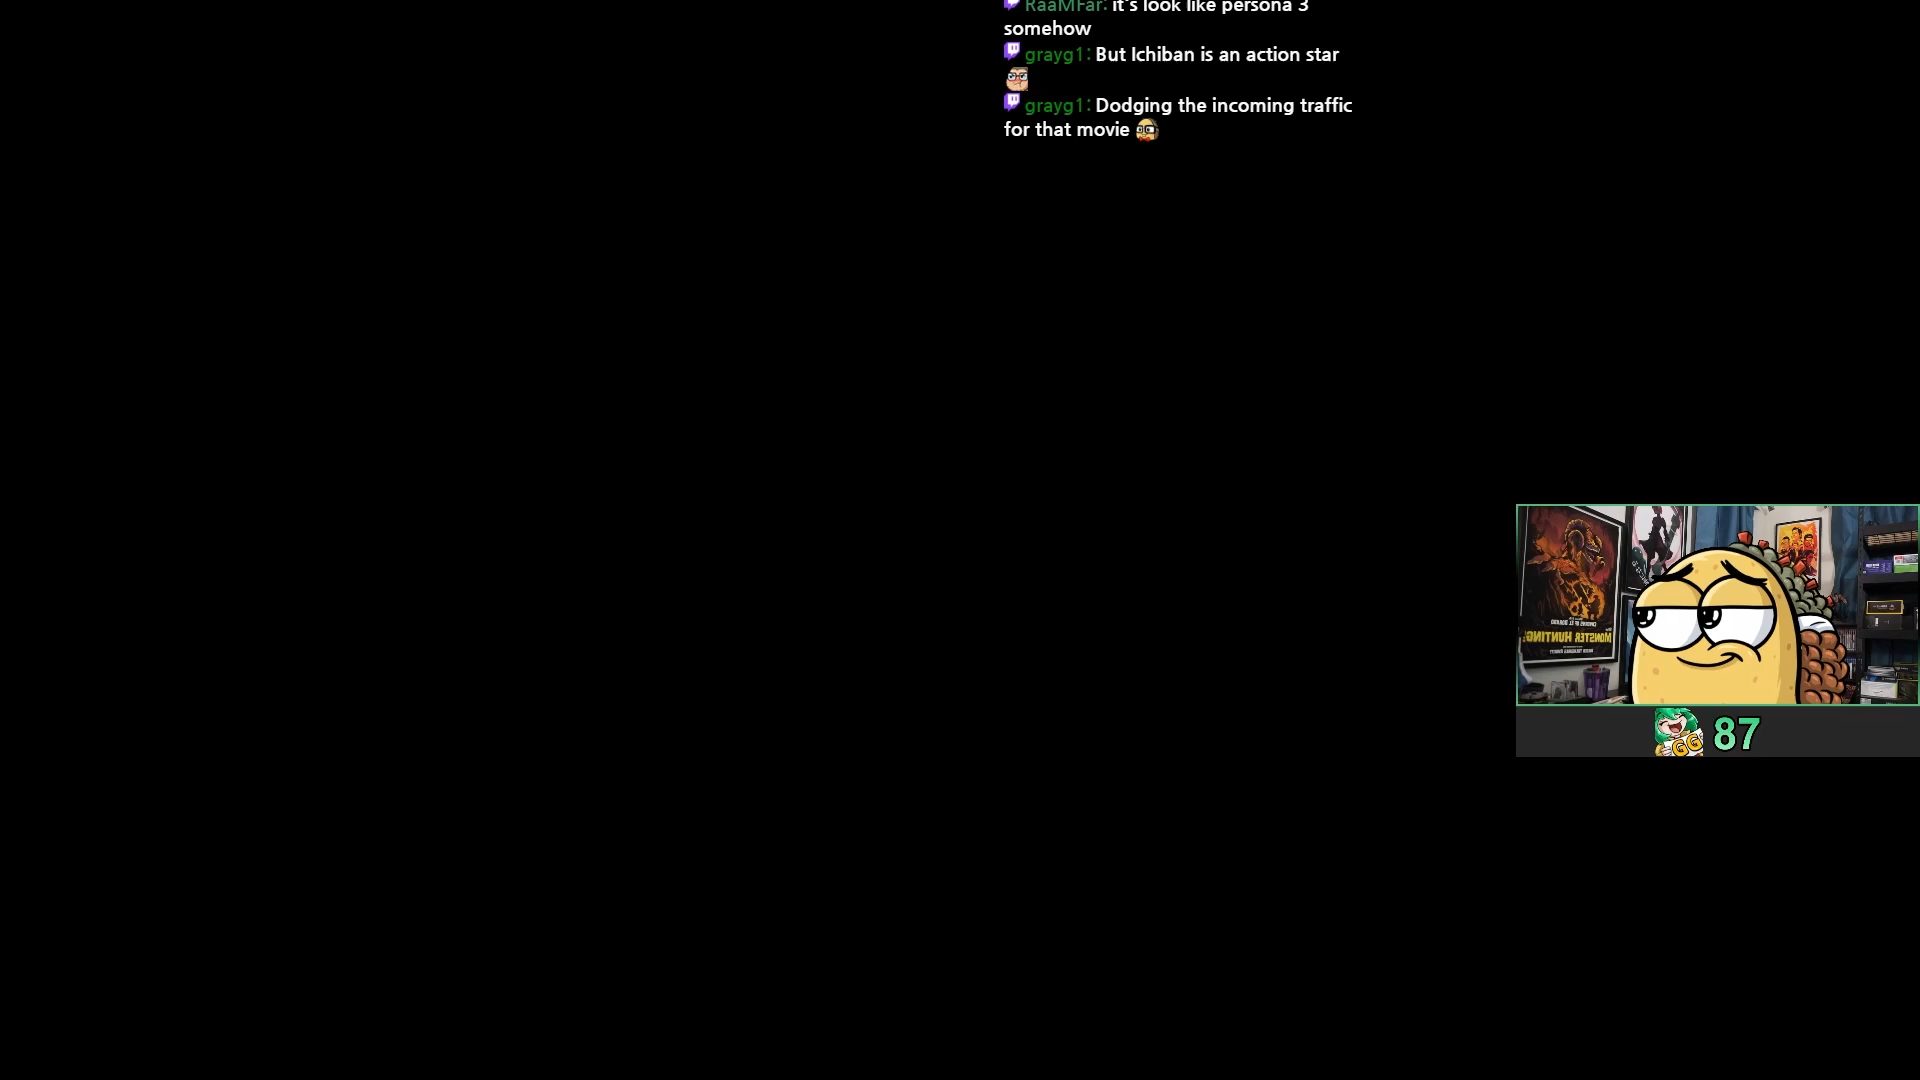 RaaMFar: it's look like persona 3
somehow
grayg1: But Ichiban is an action star
grayg1: Dodging the incoming traffic
for that movie
MONSTER HUNTING
GG 87